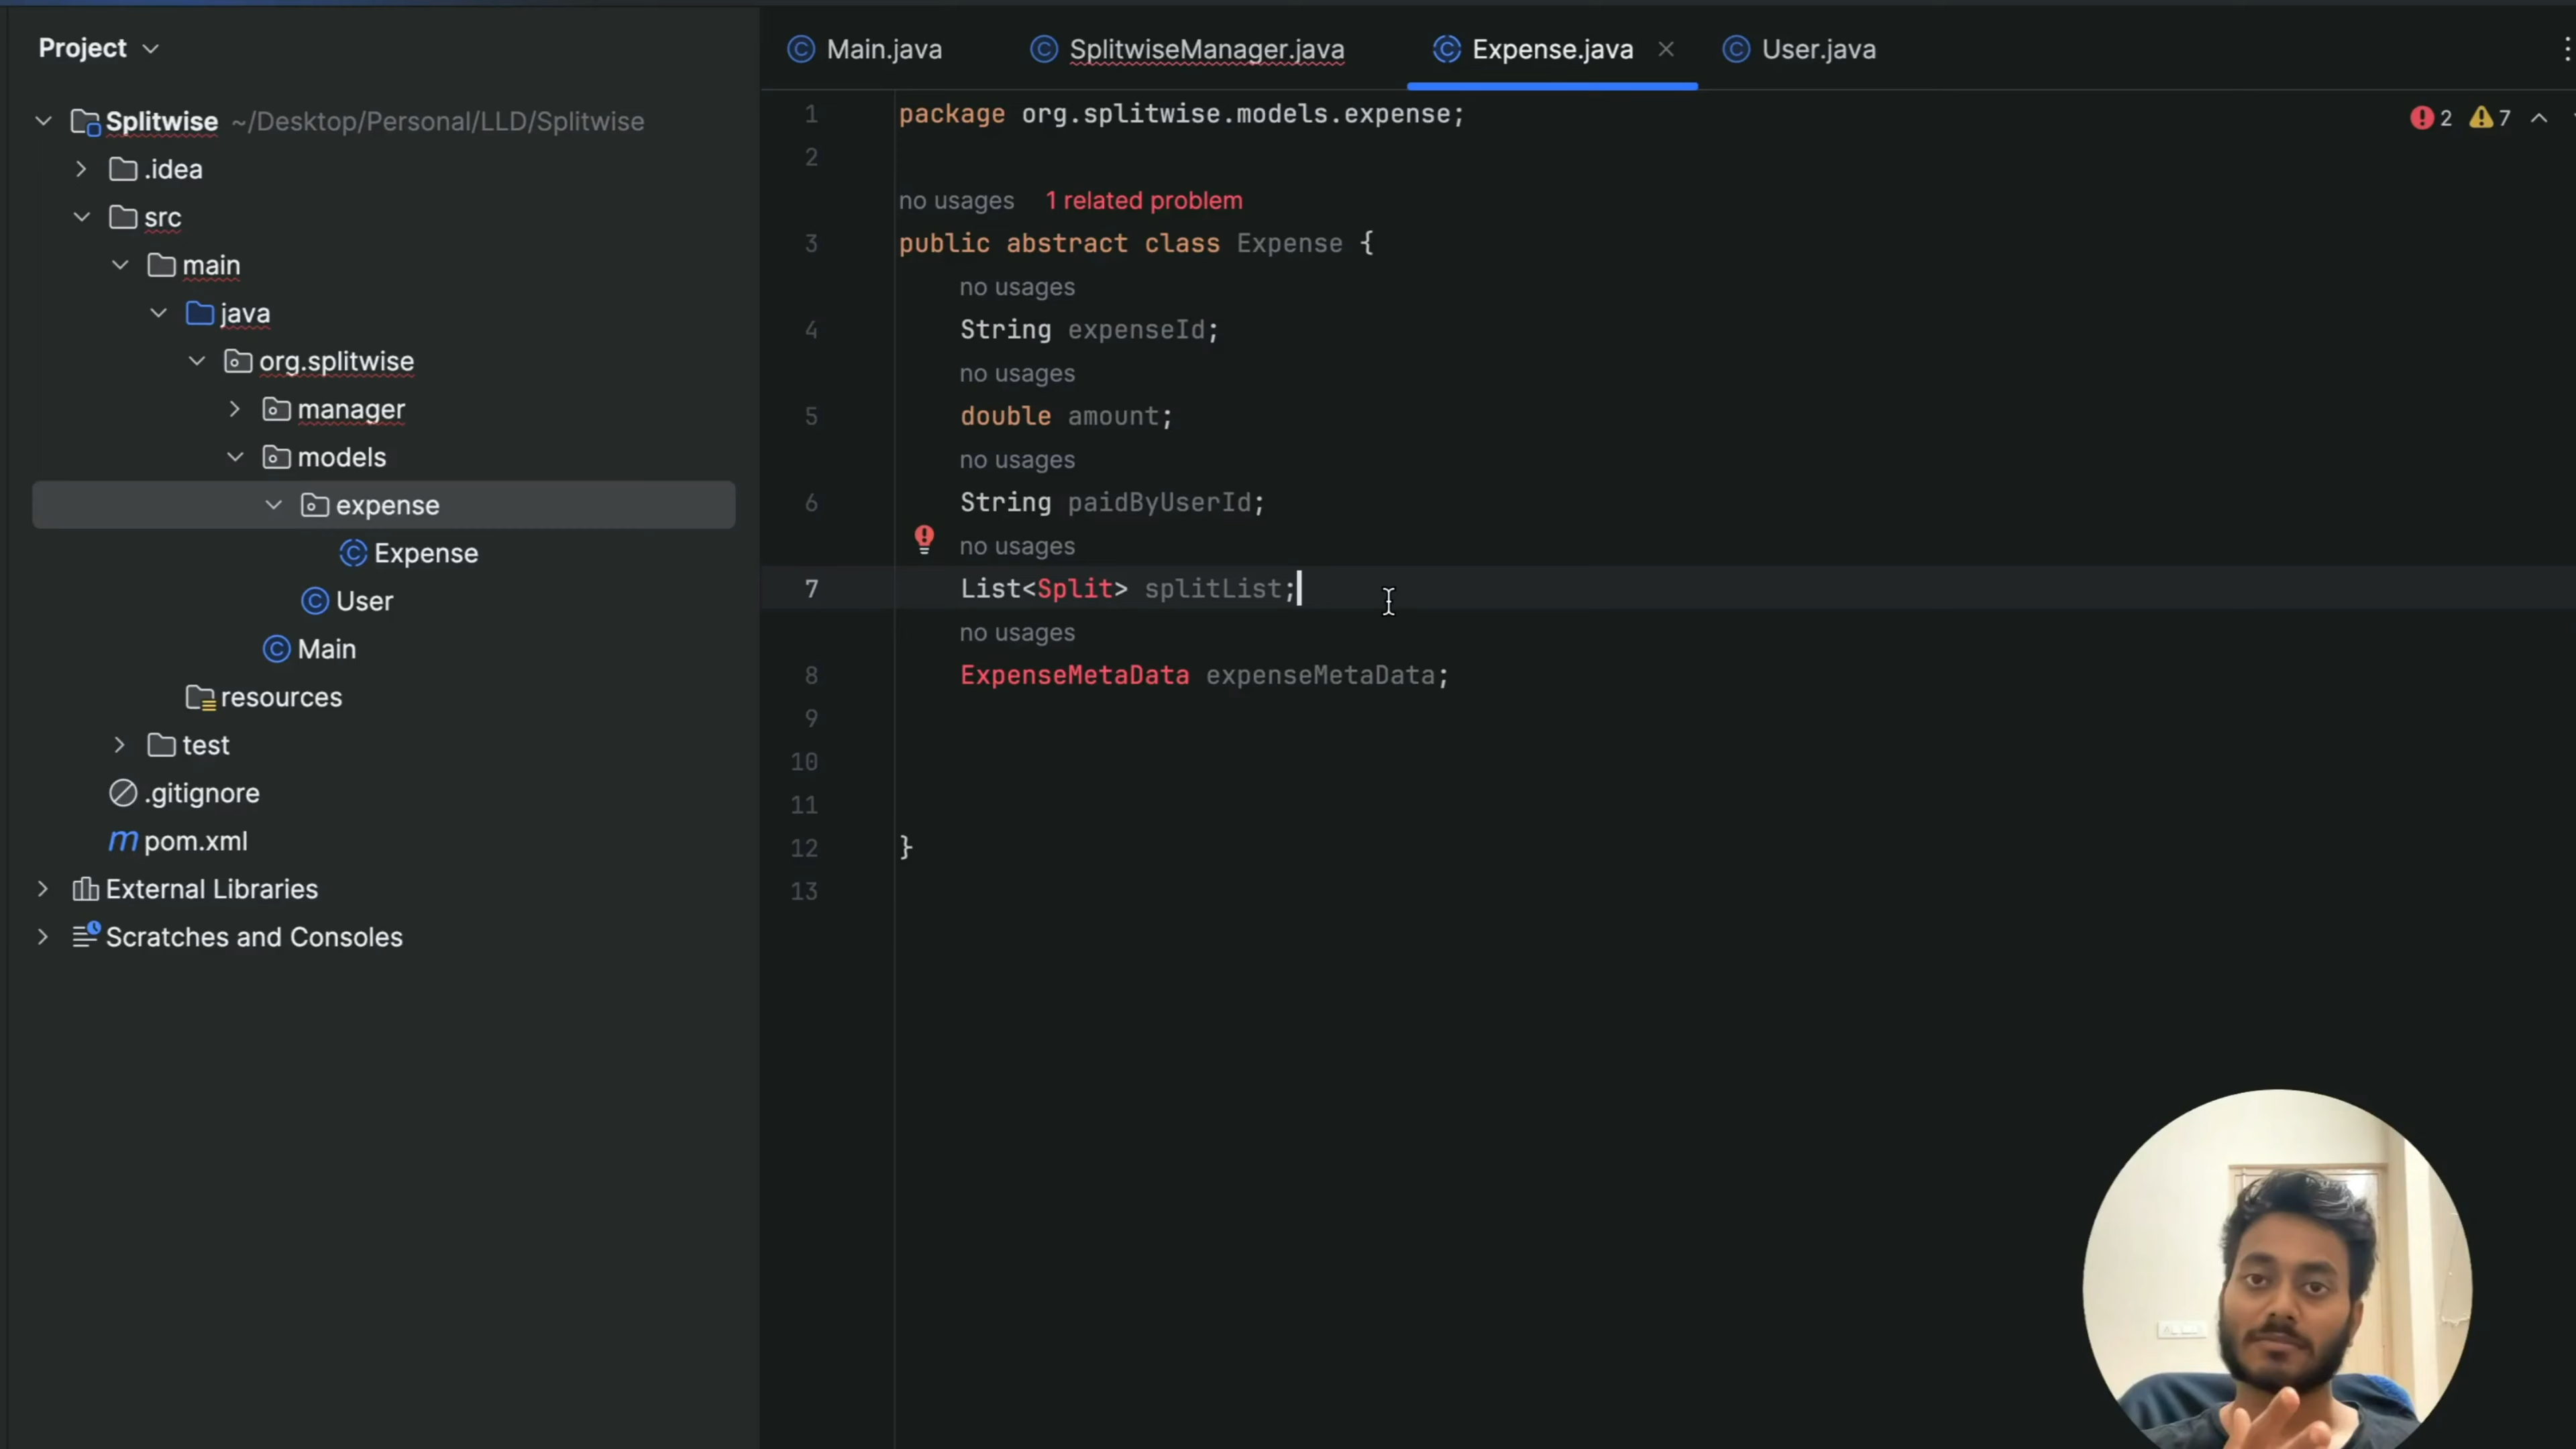 Project
Splitwise ~/Desktop/Personal/LLD/Splitwise
.idea
src
main
java
org.splitwise
manager
models
expense
Expense
User
Main
resources
test
.gitignore
m pom.xml
External Libraries
Scratches and Consoles
Main.java SplitwiseManager.java Expense.java User.java
2 7
1 package org.splitwise.models.expense;
2
no usages 1 related problem
3 public abstract class Expense {
no usages
4 String expenseId;
no usages
5 double amount;
no usages
6 String paidByUserId;
no usages
7 List<Split> splitList;
no usages
8 ExpenseMetaData expenseMetaData;
9
10
11
12 }
13